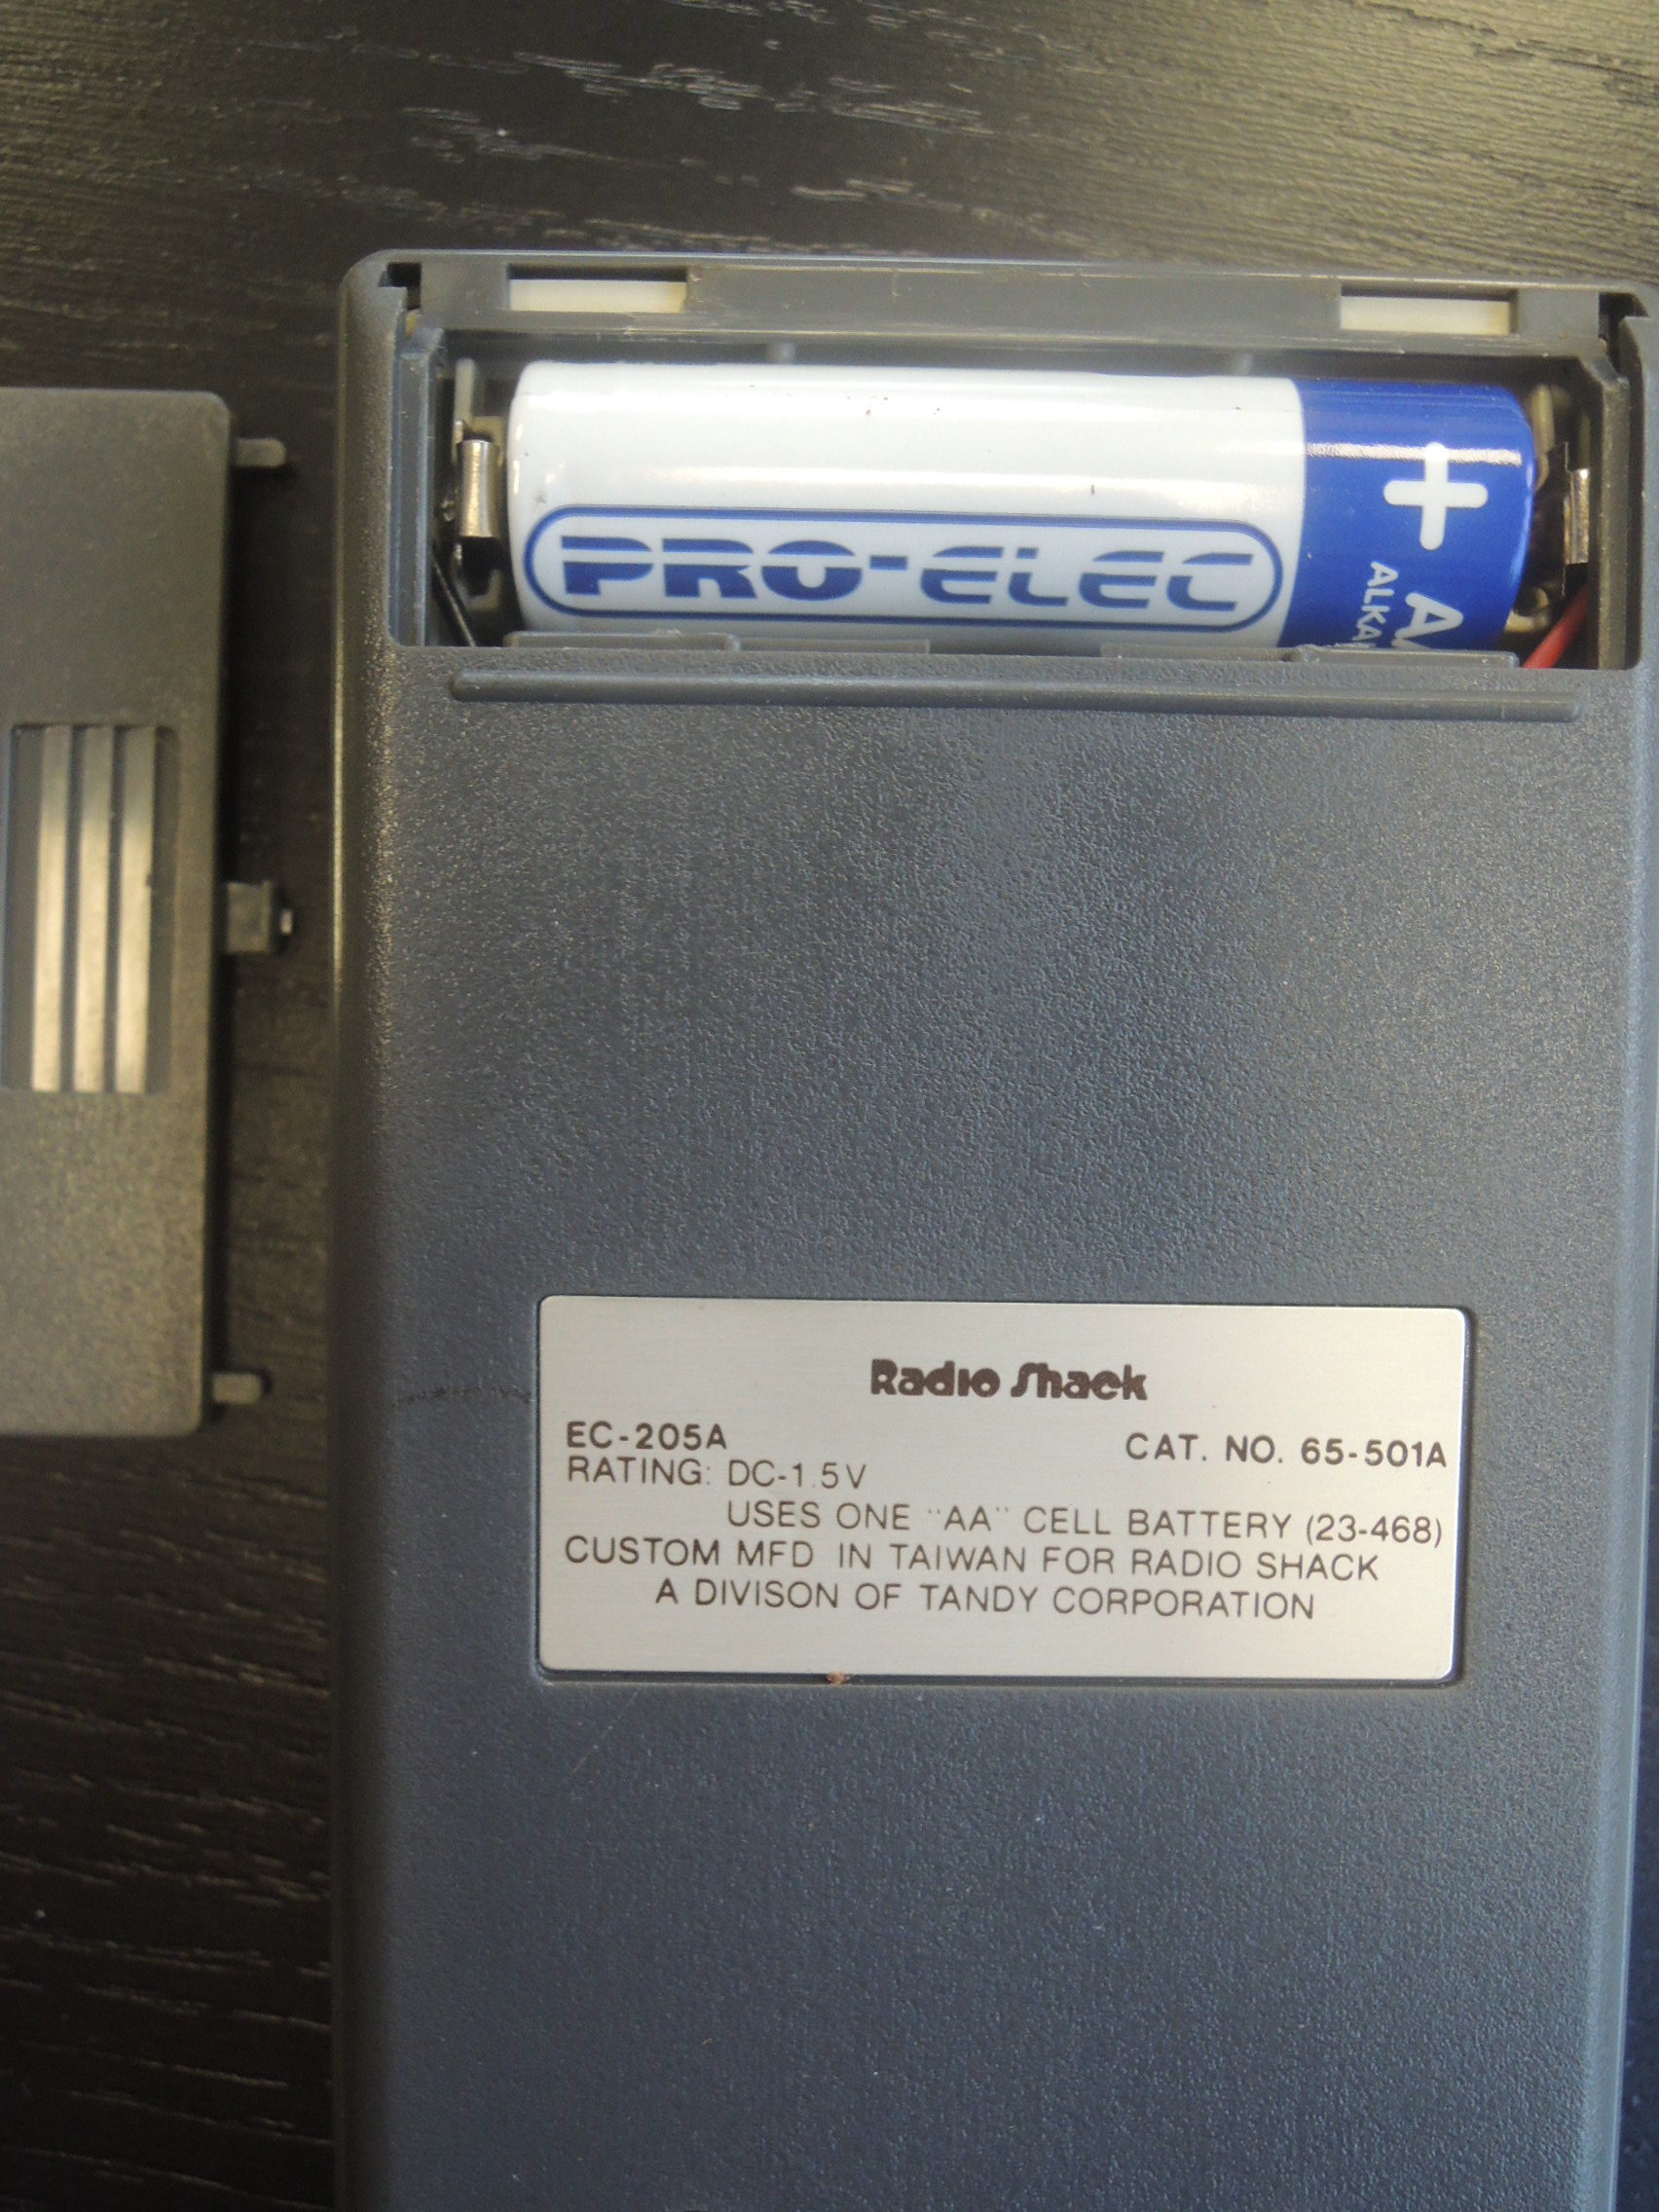 PRO-ELEC
+
Radio Shack
EC-205A CAT. NO. 65-501A
RATING: DC-1.5V
USES ONE "AA" CELL BATTERY (23-468)
CUSTOM MFD IN TAIWAN FOR RADIO SHACK
A DIVISON OF TANDY CORPORATION